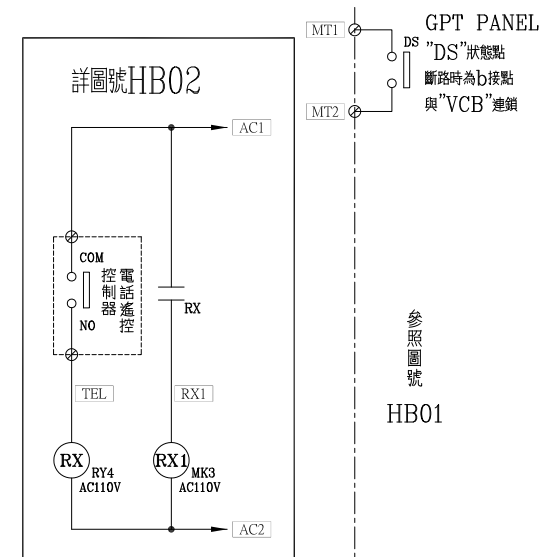 GPT PANEL
MT1
DS
"DS"狀態點
斷路時為b接點
與"VCB"連鎖
MT2
詳圖號HB02
AC1
COM
電話遙控
控制器
NO
RX
TEL
RX1
RX
RY4
AC110V
RX1
MK3
AC110V
AC2
參照圖號
HB01